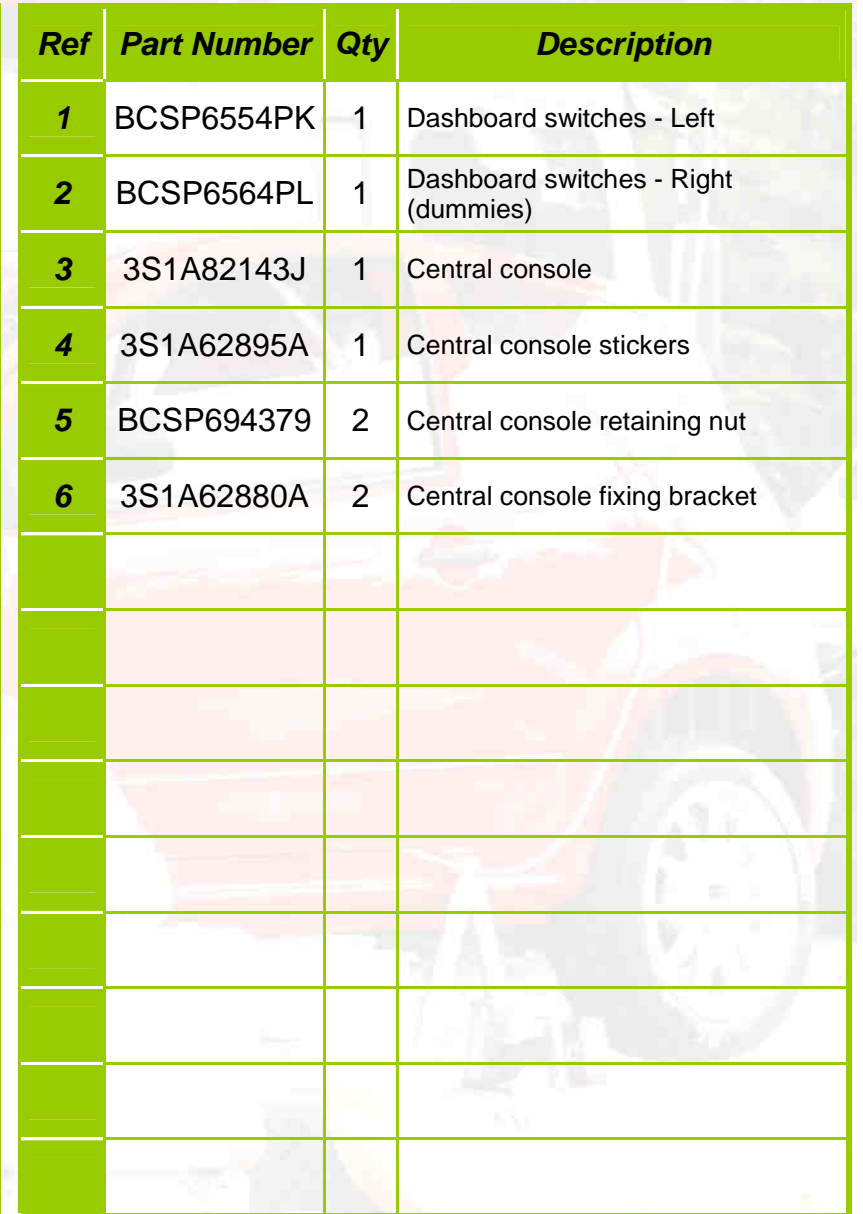 Ref Part Number Qty Description
1 BCSP6554PK 1 Dashboard switches - Left
2 BCSP6564PL 1 Dashboard switches - Right
(dummies)
3 3S1A82143J 1 Central console
4 3S1A62895A 1 Central console stickers
5 BCSP694379 2 Central console retaining nut
6 3S1A62880A 2 Central console fixing bracket